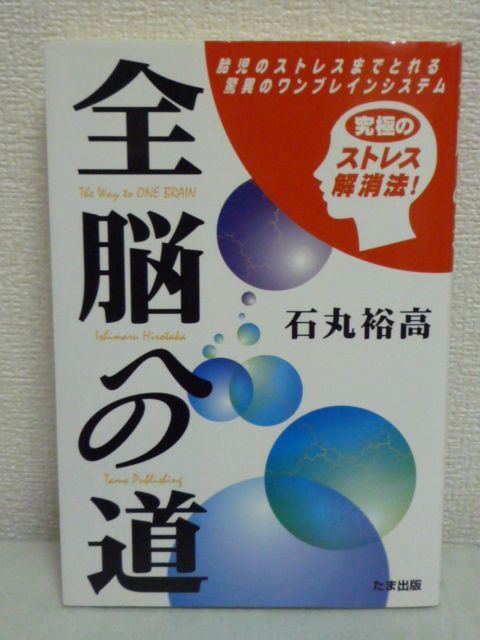 胎児のストレスまでとれる
驚異のワンブレインシステム
究極の
ストレス
解消法!
全脳への道
The Way to ONE BRAIN
石丸裕高
Ishimaru Hirotaka
Tama Publishing
たま出版